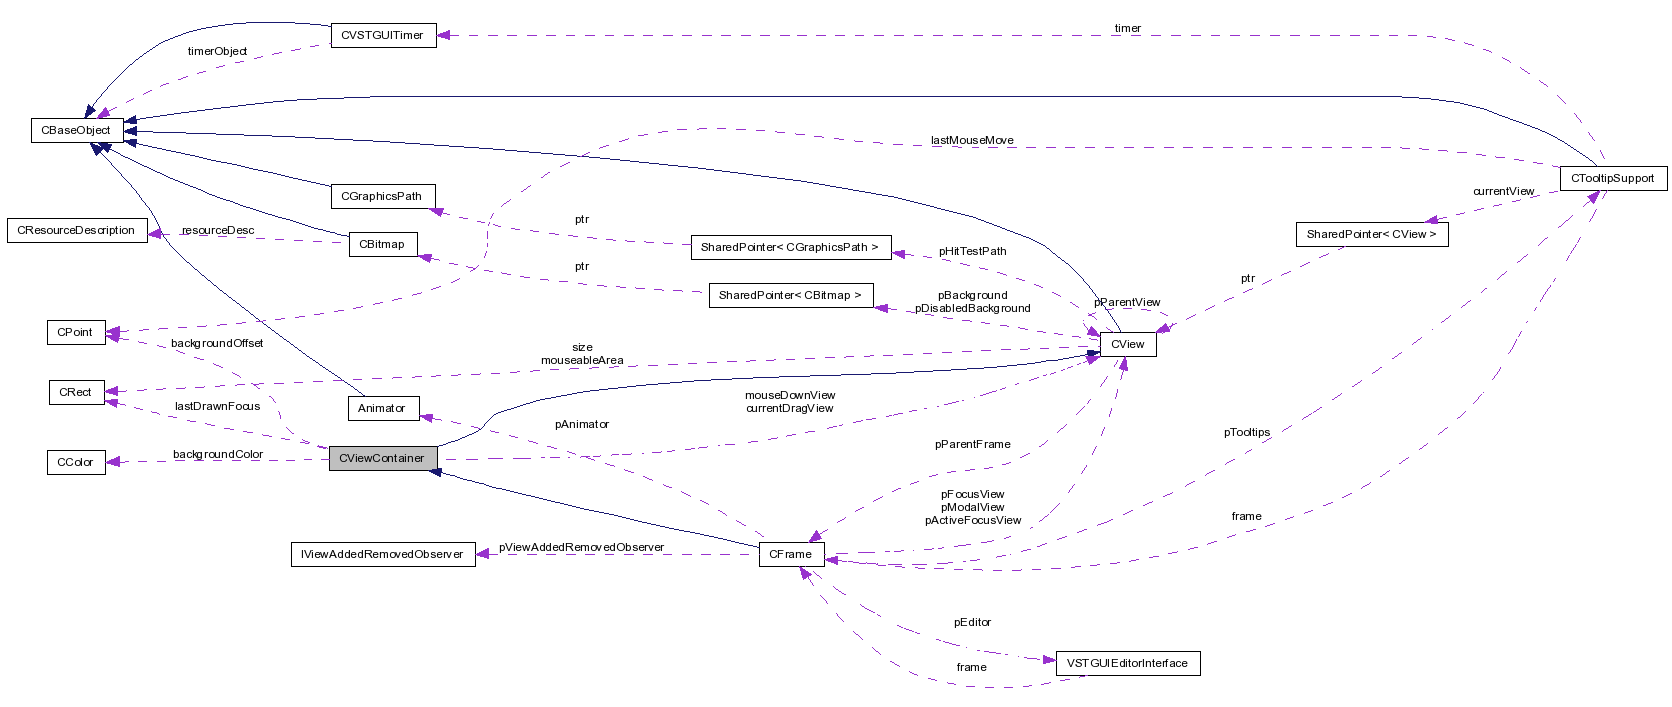 CVSTGUITimer
timer
timerObject
CBaseObject
lastMouseMove
CTooltipSupport
currentView
CGraphicsPath
ptr
CResourceDescription
resourceDesc
CBitmap
SharedPointer< CGraphicsPath >
pHitTestPath
SharedPointer< CView >
ptr
ptr
SharedPointer< CBitmap >
pBackground
pDisabledBackground
pParentView
CPoint
backgroundOffset
CView
size
mouseableArea
CRect
lastDrawnFocus
Animator
mouseDownView
currentDragView
pAnimator
pTooltips
pParentFrame
CColor
backgroundColor
CViewContainer
pFocusView
pModalView
pActiveFocusView
frame
IViewAddedRemovedObserver
pViewAddedRemovedObserver
CFrame
pEditor
frame
VSTGUIEditorInterface